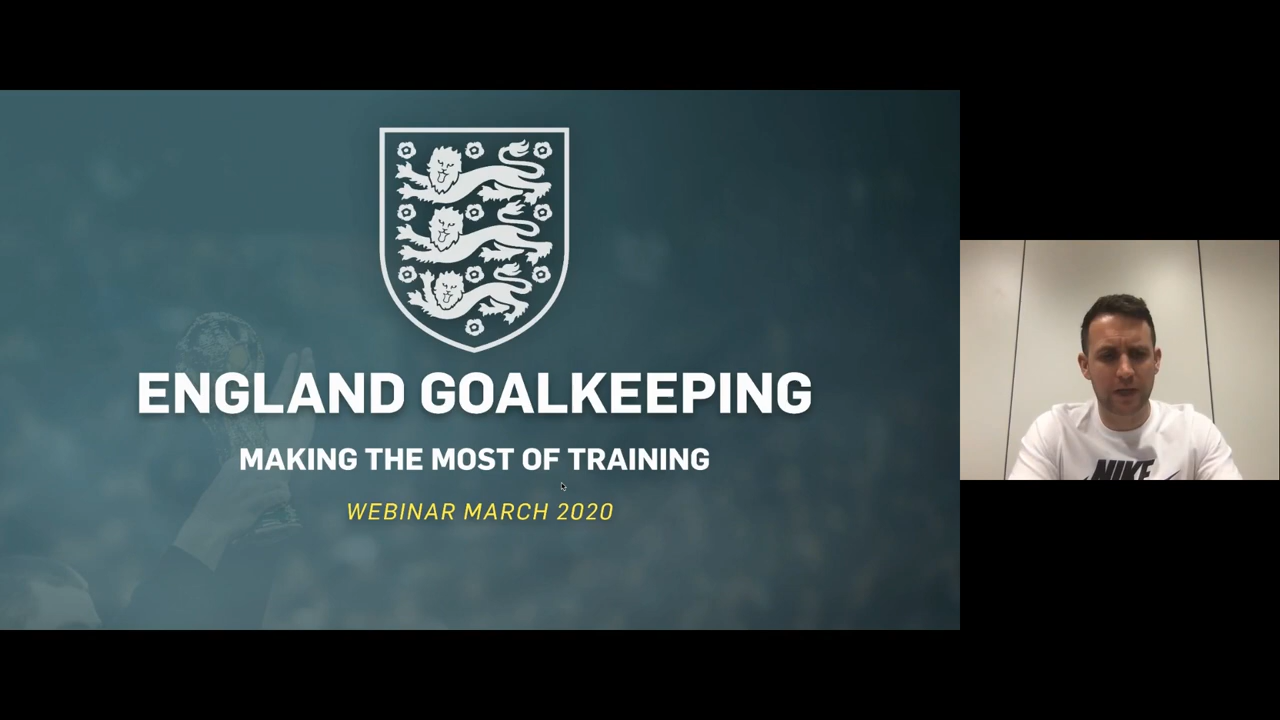 ENGLAND GOALKEEPING
MAKING THE MOST OF TRAINING
WEBINAR MARCH 2020
NIKE